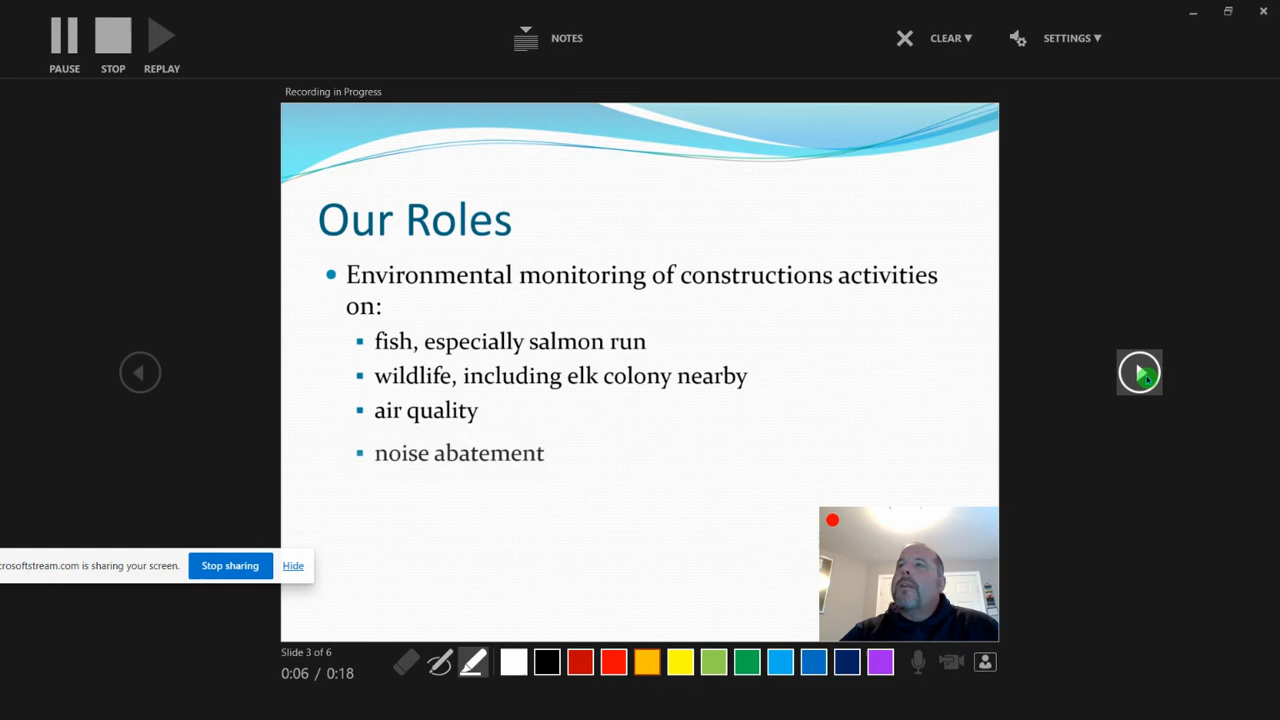 PAUSE STOP REPLAY
NOTES
CLEAR▼
SETTINGS▼
Recording in Progress
Our Roles
Environmental monitoring of constructions activities
on:
fish, especially salmon run
wildlife, including elk colony nearby
air quality
noise abatement
crosoftstream.com is sharing your screen. Stop sharing Hide
Slide 3 of 6
0:06 / 0:18